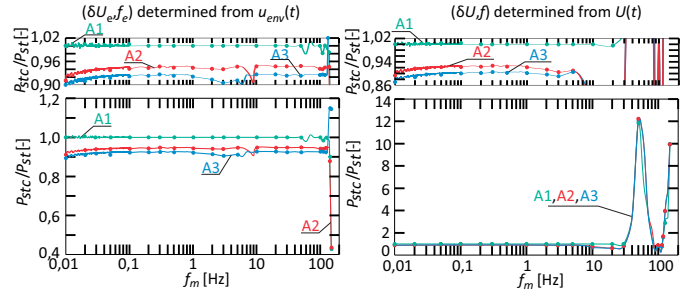 (δU_e,f_e) determined from u_env(t)
1,02
0,96
0,90
P_stc/P_st[-]
A1
A2
A3
1,2
1,0
0,8
0,6
0,4
P_stc/P_st[-]
A1
A3
A2
0,01
0,1
1
10
100
f_m [Hz]
(δU,f) determined from U(t)
1,02
0,94
0,86
P_stc/P_st[-]
A1
A2
A3
14
12
10
8
6
4
2
0
P_stc/P_st[-]
A1,A2,A3
0,01
0,1
1
10
100
f_m [Hz]